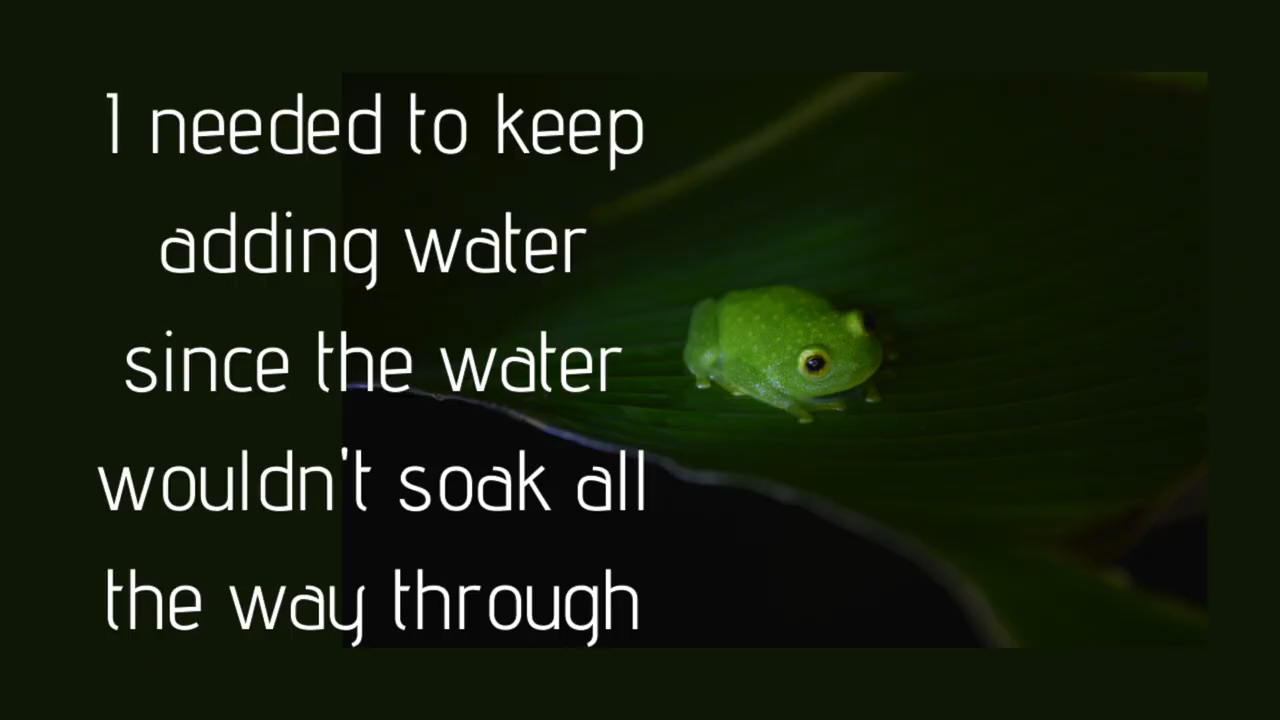 I needed to keep
adding water
since the water
wouldn't soak all
the way through